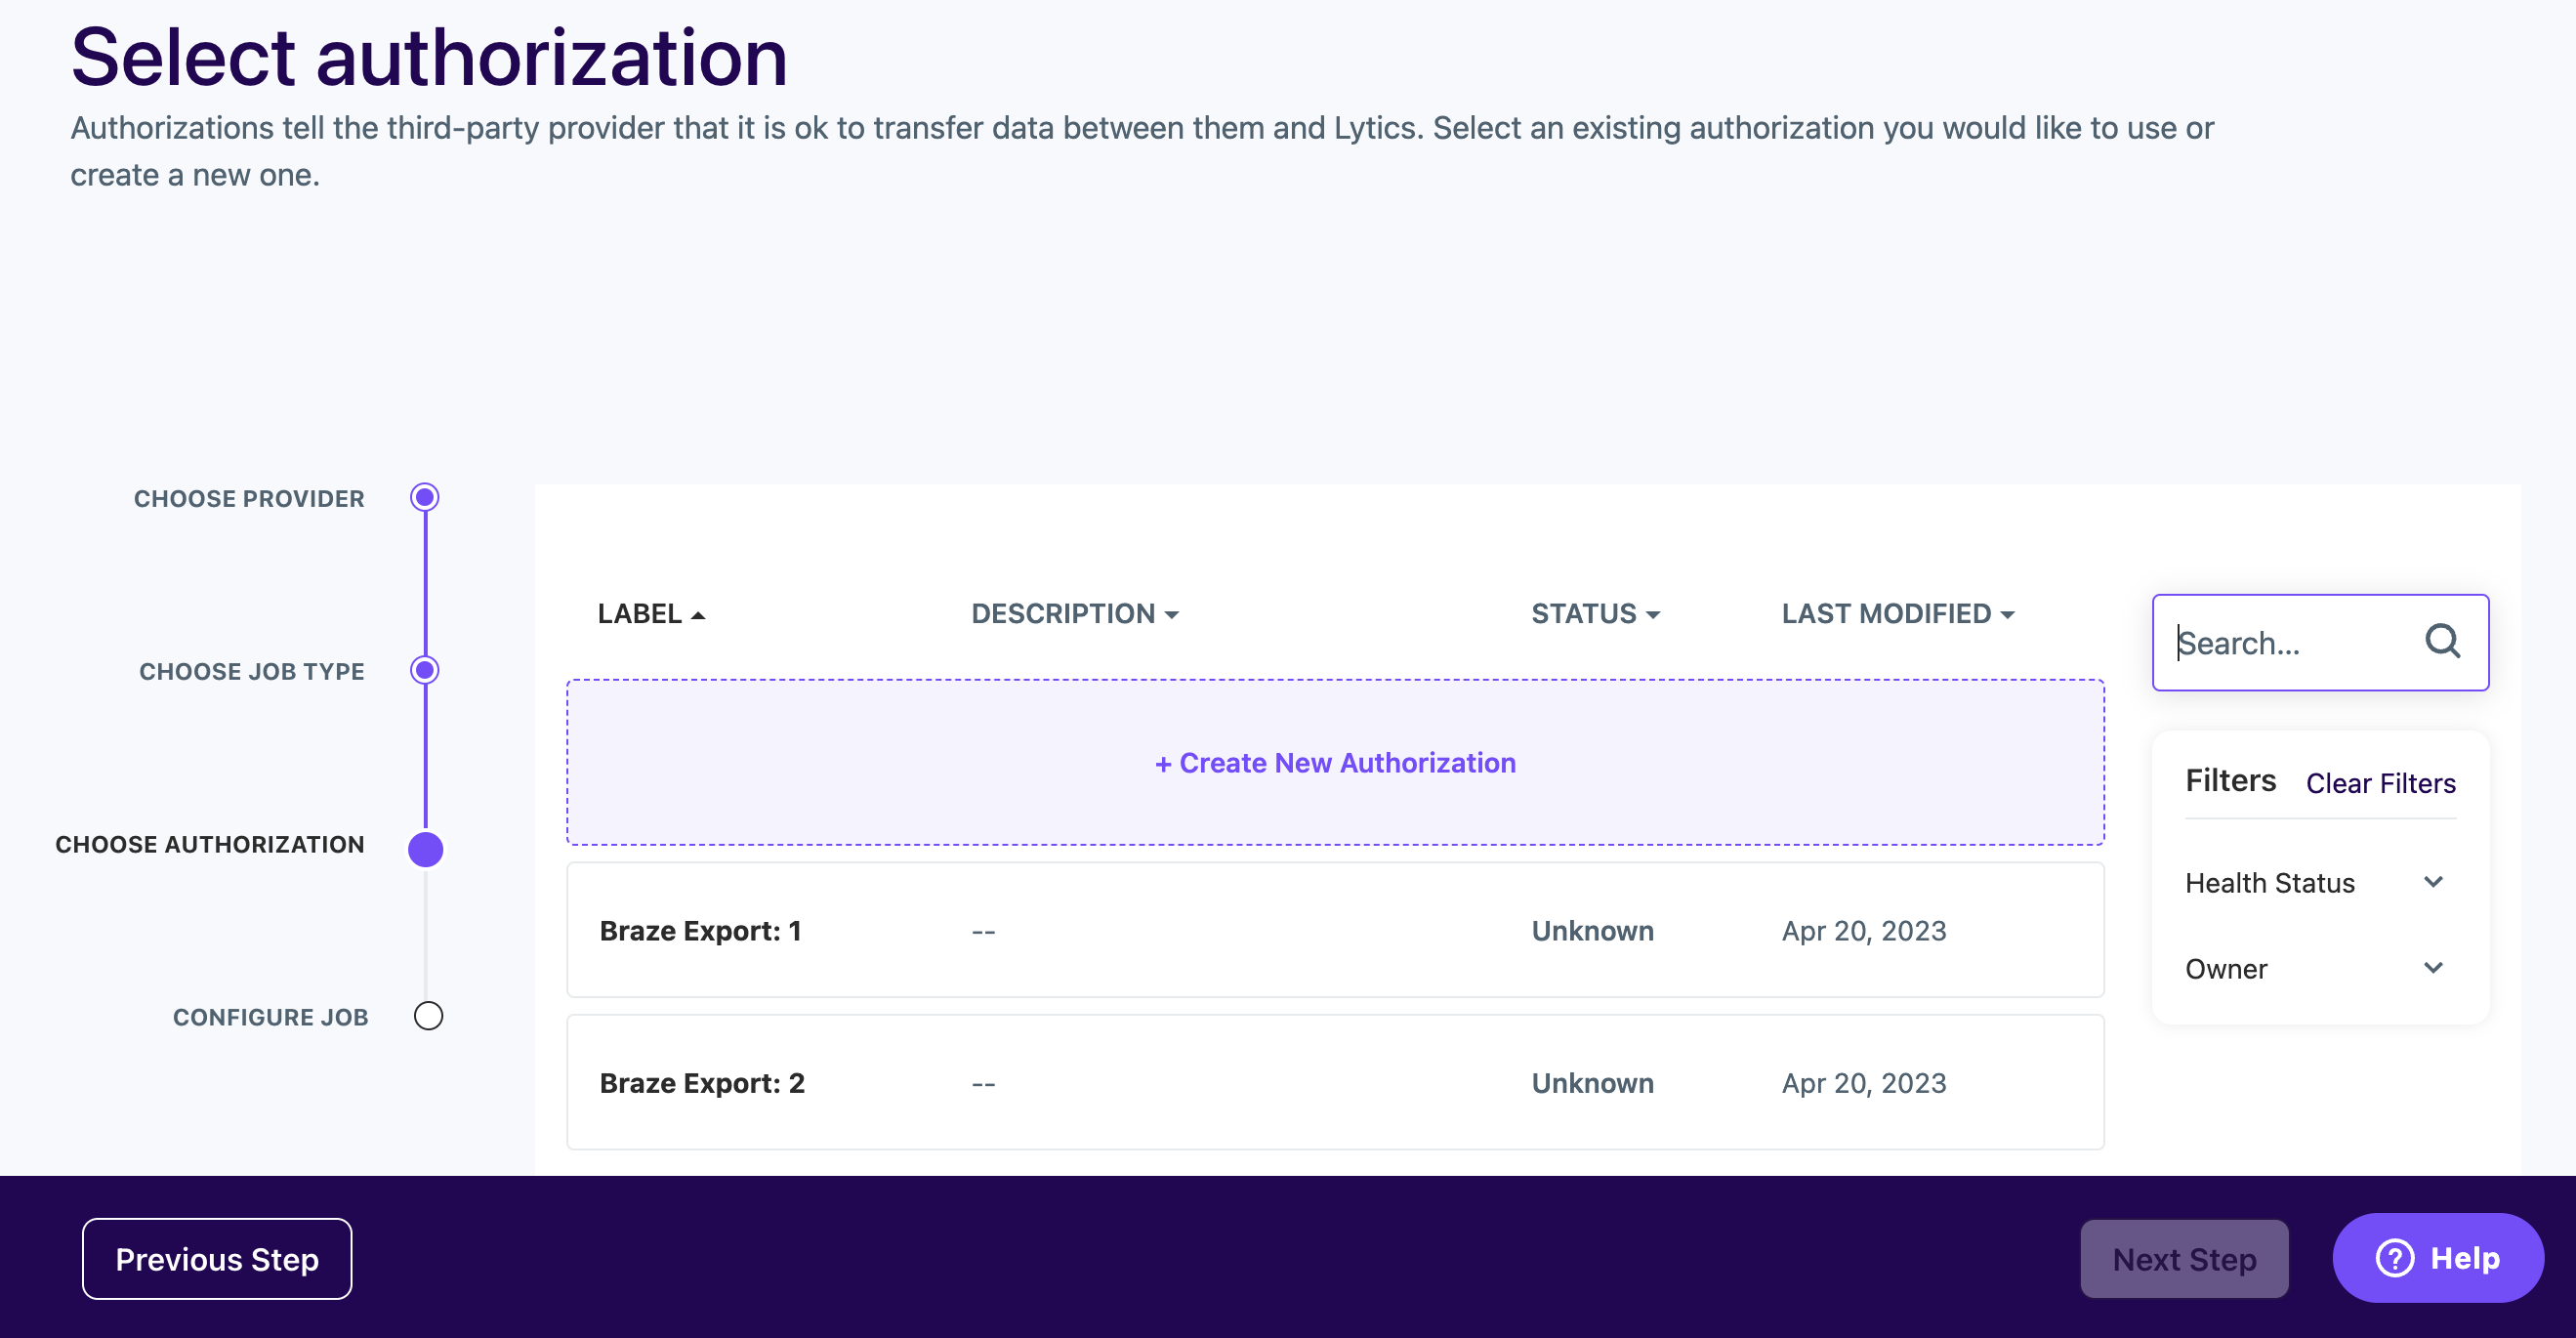 Select authorization
Authorizations tell the third-party provider that it is ok to transfer data between them and Lytics. Select an existing authorization you would like to use or
create a new one.
CHOOSE PROVIDER
CHOOSE JOB TYPE
CHOOSE AUTHORIZATION
CONFIGURE JOB
LABEL DESCRIPTION STATUS LAST MODIFIED
+ Create New Authorization
Braze Export: 1 -- Unknown Apr 20, 2023
Braze Export: 2 -- Unknown Apr 20, 2023
Search...
Filters Clear Filters
Health Status
Owner
Previous Step Next Step ? Help